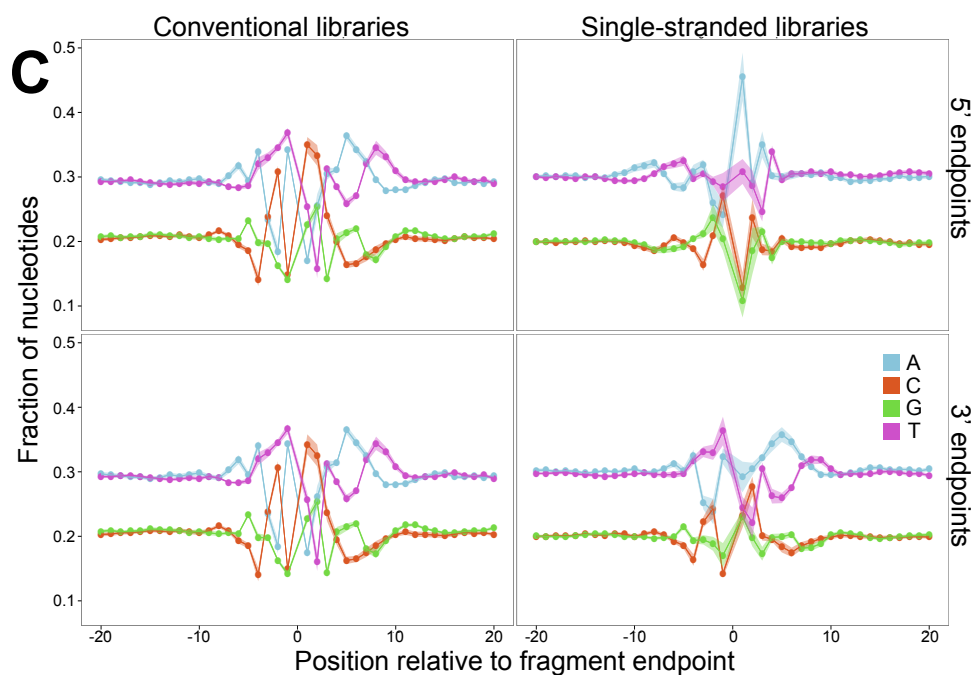 C
Conventional libraries
Single-stranded libraries
Fraction of nucleotides
0.5
0.4
0.3
0.2
0.1
5' endpoints
0.5
0.4
0.3
0.2
0.1
A
C
G
T
3' endpoints
-20 -10 0 10 20
-20 -10 0 10 20
Position relative to fragment endpoint